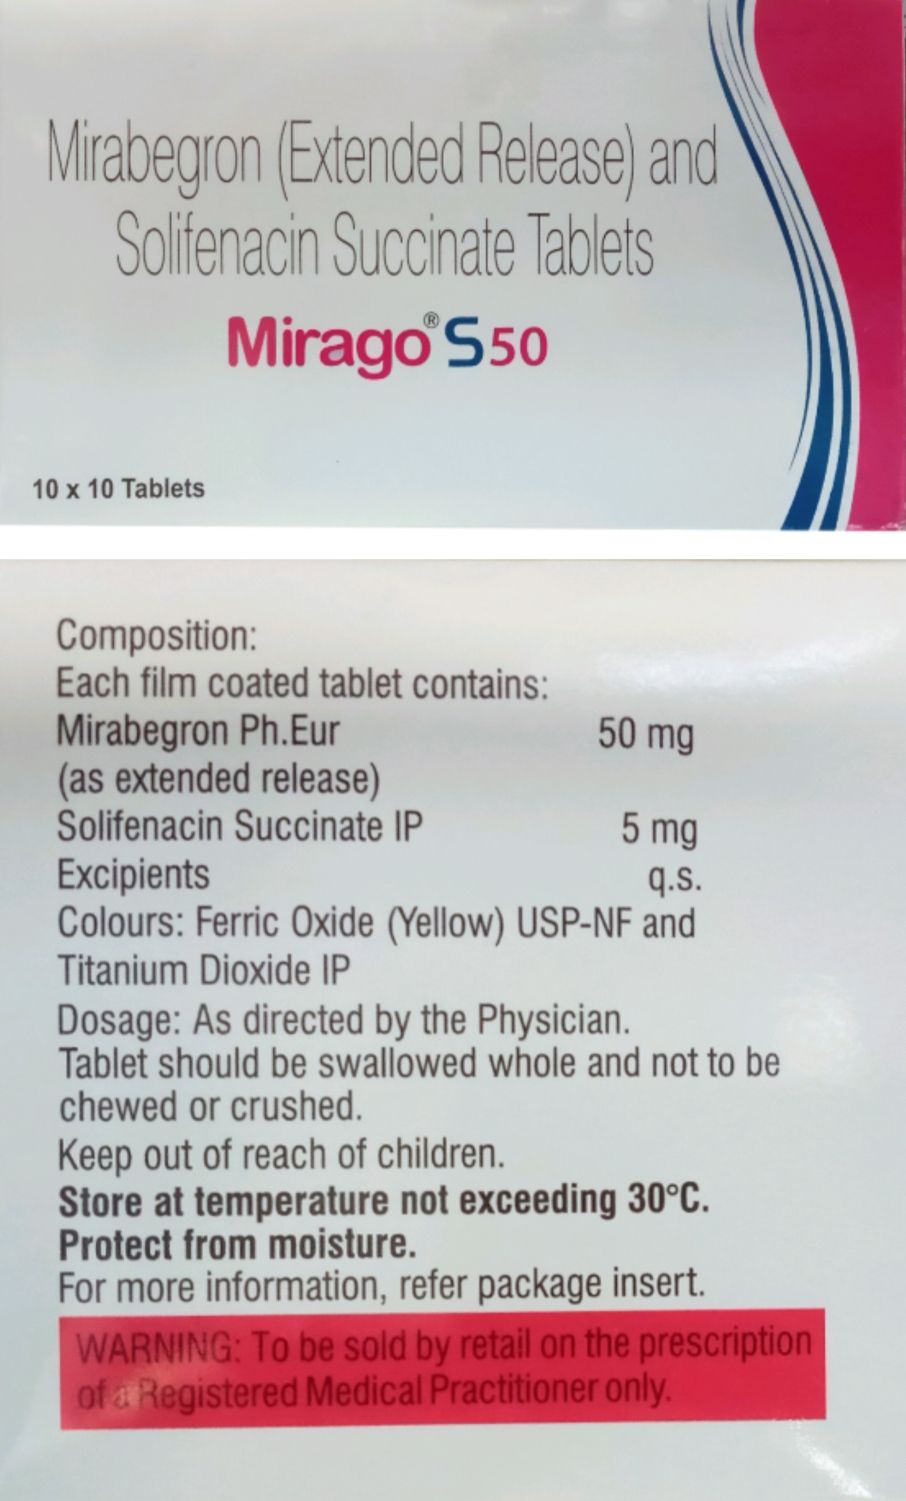 Mirabegron (Extended Release) and
Solifenacin Succinate Tablets
Mirago® S 50
10 x 10 Tablets
Composition:
Each film coated tablet contains:
Mirabegron Ph.Eur 50 mg
(as extended release)
Solifenacin Succinate IP 5 mg
Excipients q.s.
Colours: Ferric Oxide (Yellow) USP-NF and
Titanium Dioxide IP
Dosage: As directed by the Physician.
Tablet should be swallowed whole and not to be
chewed or crushed.
Keep out of reach of children.
Store at temperature not exceeding 30°C.
Protect from moisture.
For more information, refer package insert.
WARNING: To be sold by retail on the prescription
of a Registered Medical Practitioner only.